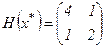 H(x*) = (4 1
1 2)